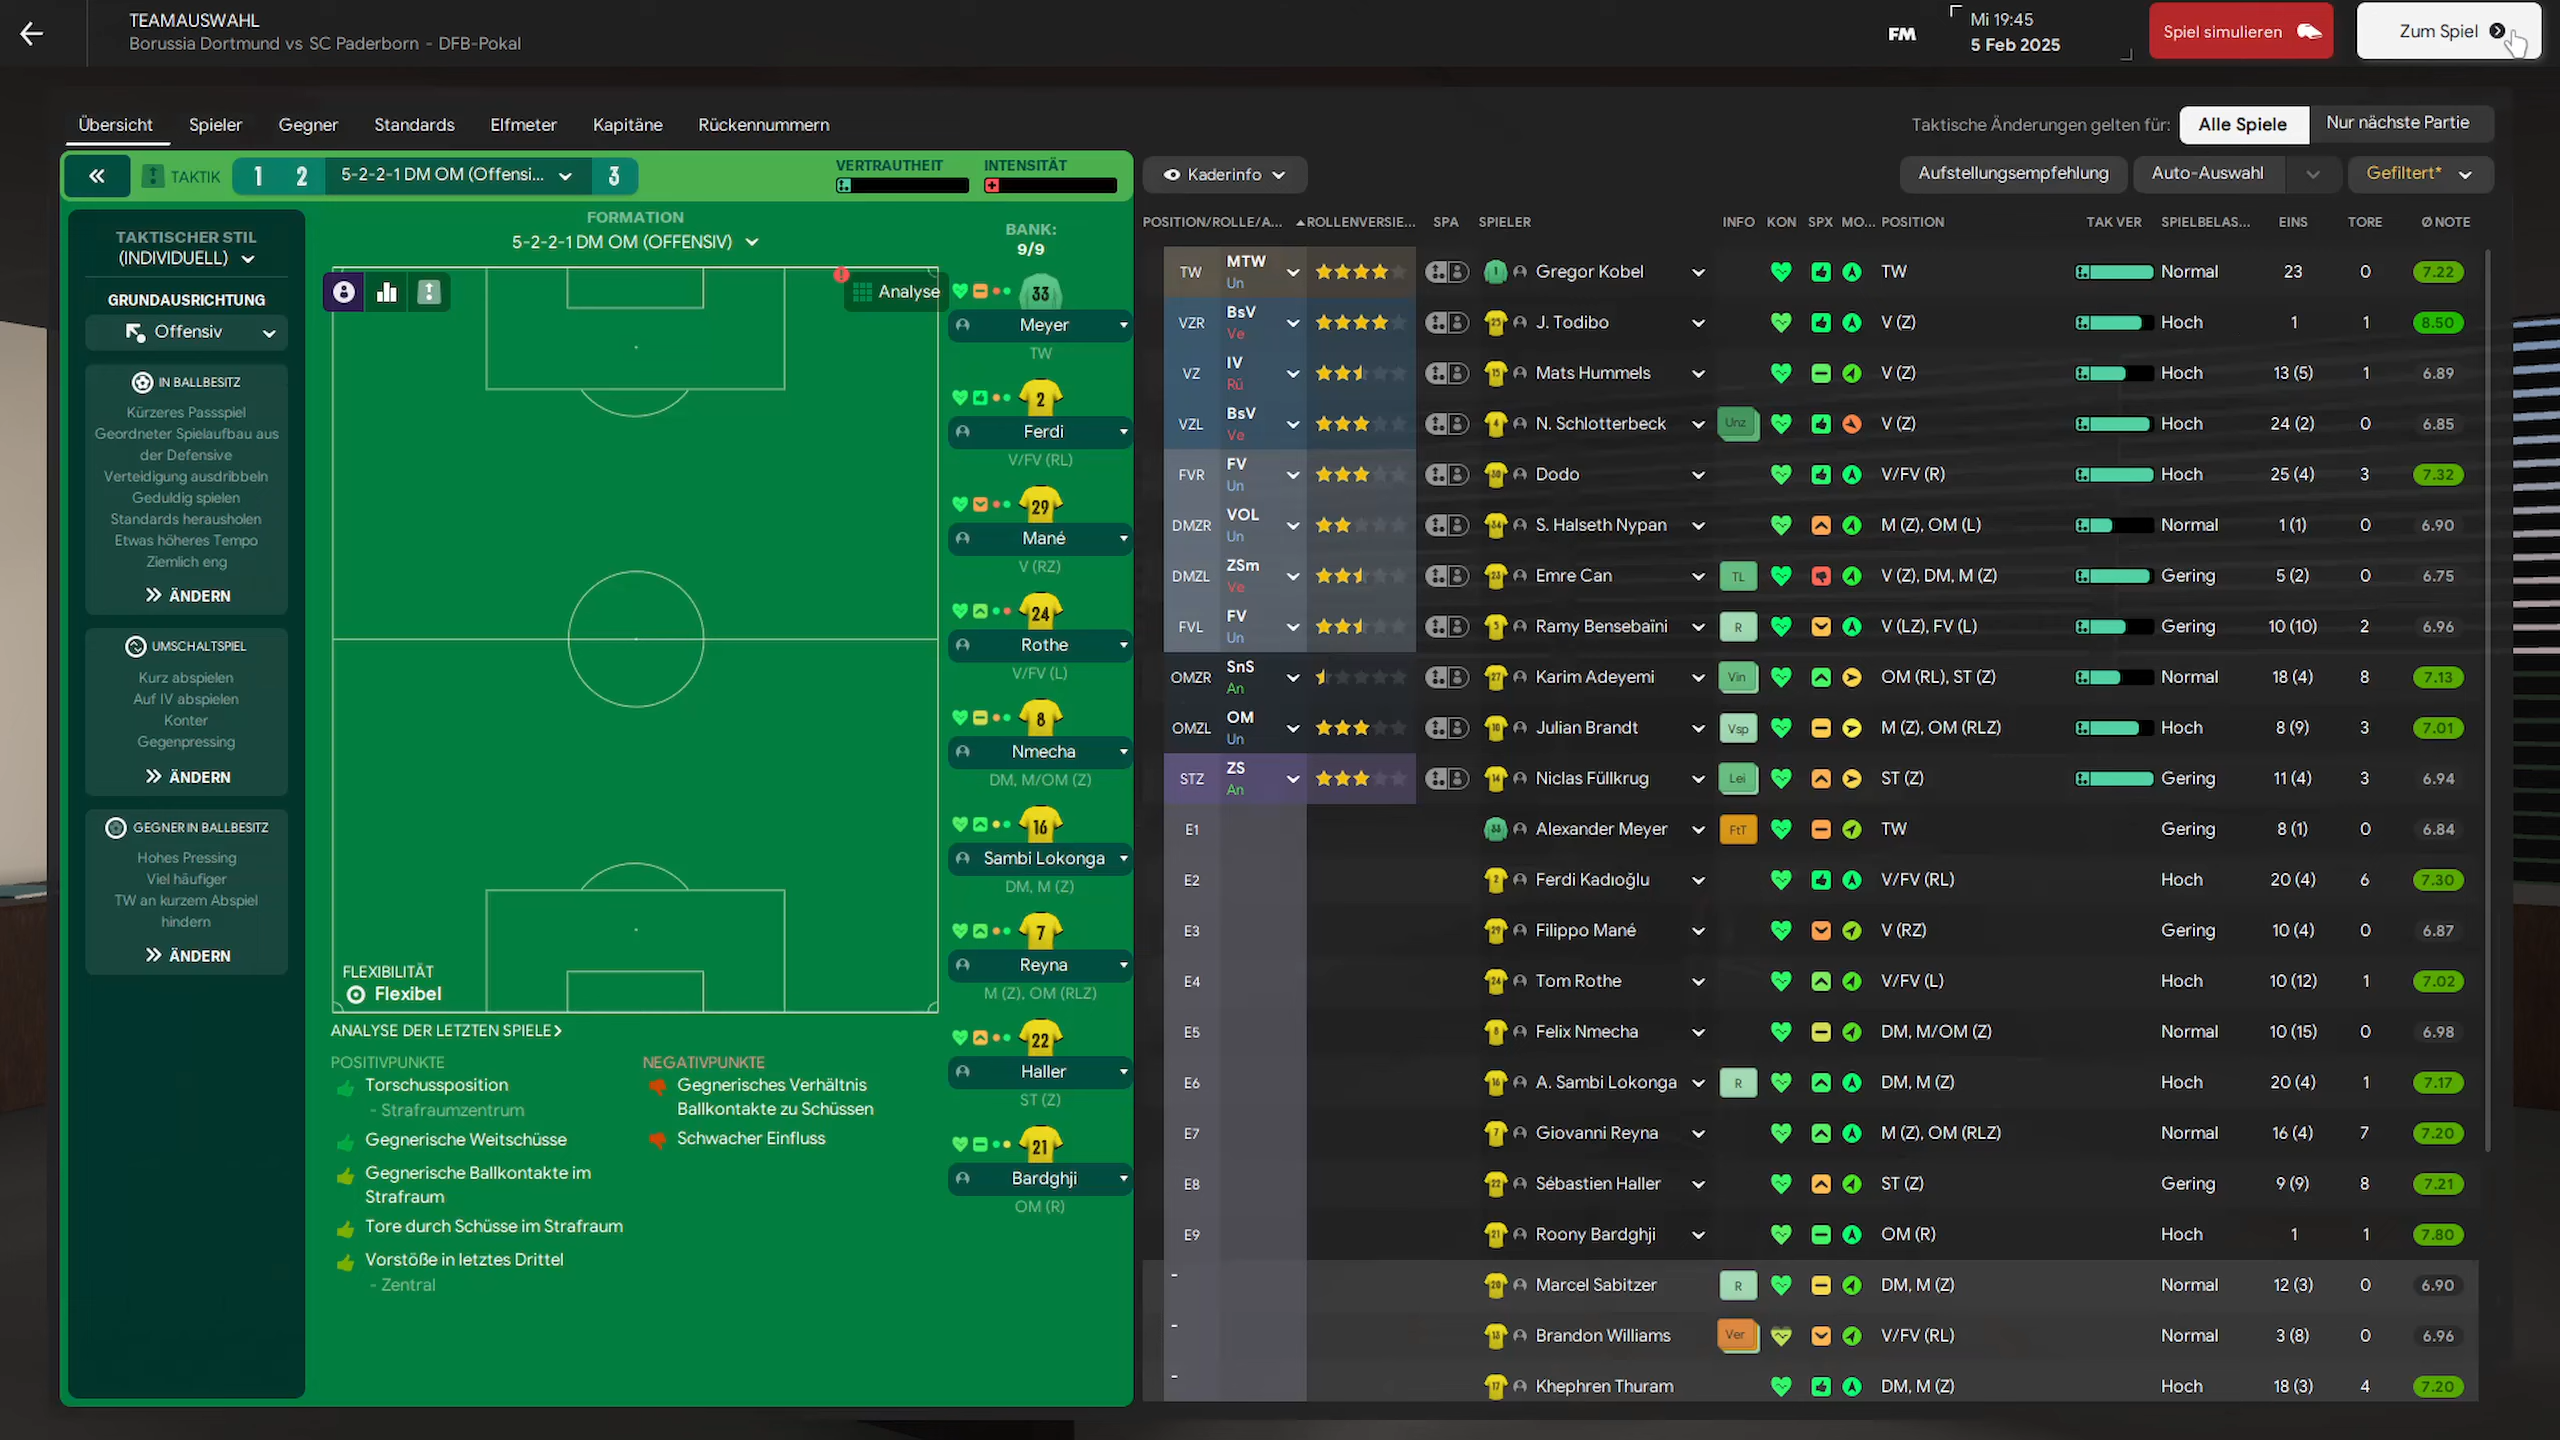 TEAMAUSWAHL
Borussia Dortmund vs SC Paderborn - DFB-Pokal
FM
Mi 19:45
5 Feb 2025
Spiel simulieren
Zum Spiel
Übersicht Spieler Gegner Standards Elfmeter Kapitäne Rückennummern
Taktische Änderungen gelten für: Alle Spiele Nur nächste Partie
TAKTIK 1 2 5-2-2-1 DM OM (Offensi... 3
VERTRAUTHEIT INTENSITÄT
Kaderinfo Aufstellungsempfehlung Auto-Auswahl Gefiltert*
TAKTISCHER STIL
(INDIVIDUELL)
GRUNDAUSRICHTUNG
Offensiv
IN BALLBESITZ
Kürzeres Passspiel
Geordneter Spielaufbau aus
der Defensive
Verteidigung ausdribbeln
Geduldig spielen
Standards herausholen
Etwas höheres Tempo
Ziemlich eng
ÄNDERN
UMSCHALTSPIEL
Kurz abspielen
Auf IV abspielen
Konter
Gegenpressing
ÄNDERN
GEGNER IN BALLBESITZ
Hohes Pressing
Viel häufiger
TW an kurzem Abspiel
hindern
ÄNDERN
FORMATION
5-2-2-1 DM OM (OFFENSIV)
Analyse
FLEXIBILITÄT
Flexibel
ANALYSE DER LETZTEN SPIELE
POSITIVPUNKTE
Torschussposition
- Strafraumzentrum
Gegnerische Weitschüsse
Gegnerische Ballkontakte im
Strafraum
Tore durch Schüsse im Strafraum
Vorstöße in letztes Drittel
- Zentral
NEGATIVPUNKTE
Gegnerisches Verhältnis
Ballkontakte zu Schüssen
Schwacher Einfluss
BANK:
9/9
33
Meyer
TW
2
Ferdi
V/FV (RL)
29
Mané
V (RZ)
24
Rothe
V/FV (L)
8
Nmecha
DM, M/OM (Z)
16
Sambi Lokonga
DM, M (Z)
7
Reyna
M (Z), OM (RLZ)
22
Haller
ST (Z)
21
Bardghji
OM (R)
POSITION/ROLLE/A... ROLLENVERSIE... SPA SPIELER INFO KON SPX MO... POSITION TAK VER SPIELBELAS... EINS TORE Ø NOTE
TW MTW Un Gregor Kobel TW Normal 23 0 7.22
VZR BsV Ve J. Todibo V (Z) Hoch 1 1 8.50
VZ IV Rü Mats Hummels V (Z) Hoch 13 (5) 1 6.89
VZL BsV Ve N. Schlotterbeck Unz V (Z) Hoch 24 (2) 0 6.85
FVR FV Un Dodo V/FV (R) Hoch 25 (4) 3 7.32
DMZR VOL Un S. Halseth Nypan M (Z), OM (L) Normal 1 (1) 0 6.90
DMZL ZSm Ve Emre Can TL V (Z), DM, M (Z) Gering 5 (2) 0 6.75
FVL FV Un Ramy Bensebaïni R V (LZ), FV (L) Gering 10 (10) 2 6.96
OMZR SnS An Karim Adeyemi Vin OM (RL), ST (Z) Normal 18 (4) 8 7.13
OMZL OM Un Julian Brandt Vsp M (Z), OM (RLZ) Hoch 8 (9) 3 7.01
STZ ZS An Niclas Füllkrug Lei ST (Z) Gering 11 (4) 3 6.94
E1 Alexander Meyer FtT TW Gering 8 (1) 0 6.84
E2 Ferdi Kadıoğlu V/FV (RL) Hoch 20 (4) 6 7.30
E3 Filippo Mané V (RZ) Gering 10 (4) 0 6.87
E4 Tom Rothe V/FV (L) Hoch 10 (12) 1 7.02
E5 Felix Nmecha DM, M/OM (Z) Normal 10 (15) 0 6.98
E6 A. Sambi Lokonga R DM, M (Z) Hoch 20 (4) 1 7.17
E7 Giovanni Reyna M (Z), OM (RLZ) Normal 16 (4) 7 7.20
E8 Sébastien Haller ST (Z) Gering 9 (9) 8 7.21
E9 Roony Bardghji OM (R) Hoch 1 1 7.80
- Marcel Sabitzer R DM, M (Z) Normal 12 (3) 0 6.90
- Brandon Williams Ver V/FV (RL) Normal 3 (8) 0 6.96
- Khephren Thuram DM, M (Z) Hoch 18 (3) 4 7.20